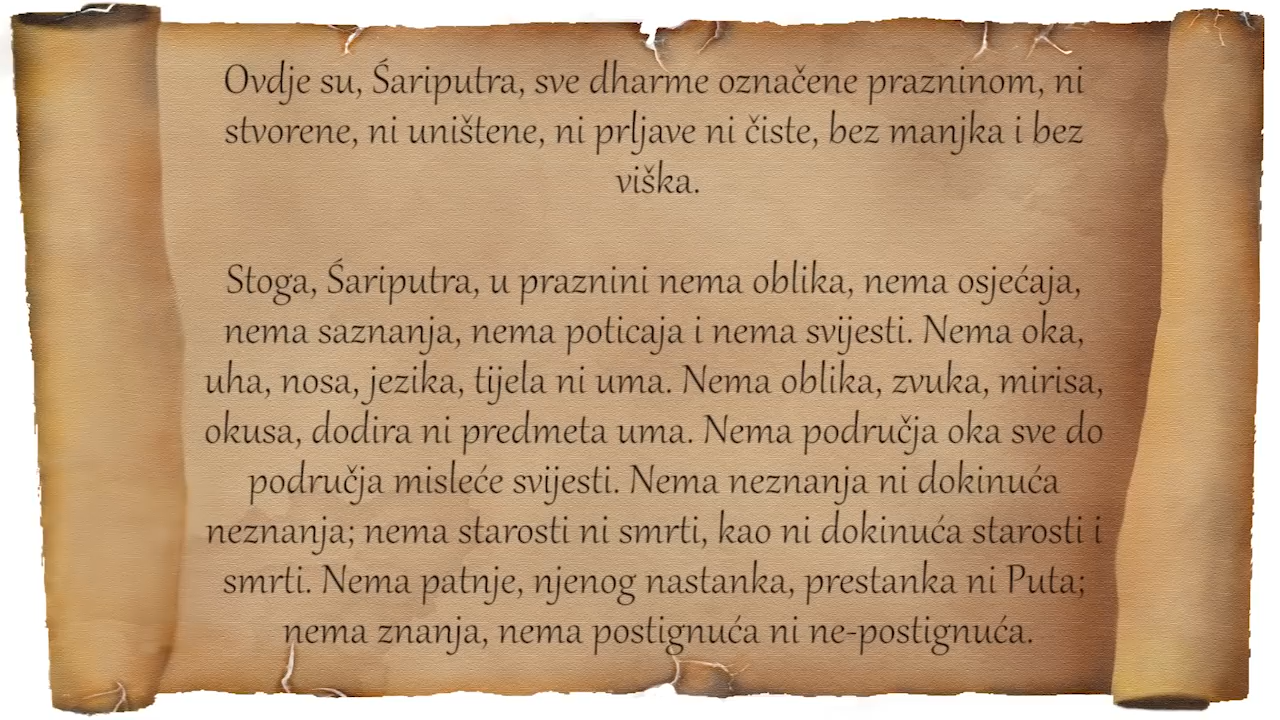 Ovdje su, Śariputra, sve dharme označene prazninom, ni
stvorene, ni uništene, ni prljave ni čiste, bez manjka i bez
viška.
Stoga, Śariputra, u praznini nema oblika, nema osjećaja,
nema saznanja, nema poticaja i nema svijesti. Nema oka,
uha, nosa, jezika, tijela ni uma. Nema oblika, zvuka, mirisa,
okusa, dodira ni predmeta uma. Nema područja oka sve do
područja misleće svijesti. Nema neznanja ni dokinuća
neznanja; nema starosti ni smrti, kao ni dokinuća starosti i
smrti. Nema patnje, njenog nastanka, prestanka ni Puta;
nema znanja, nema postignuća ni ne-postignuća.